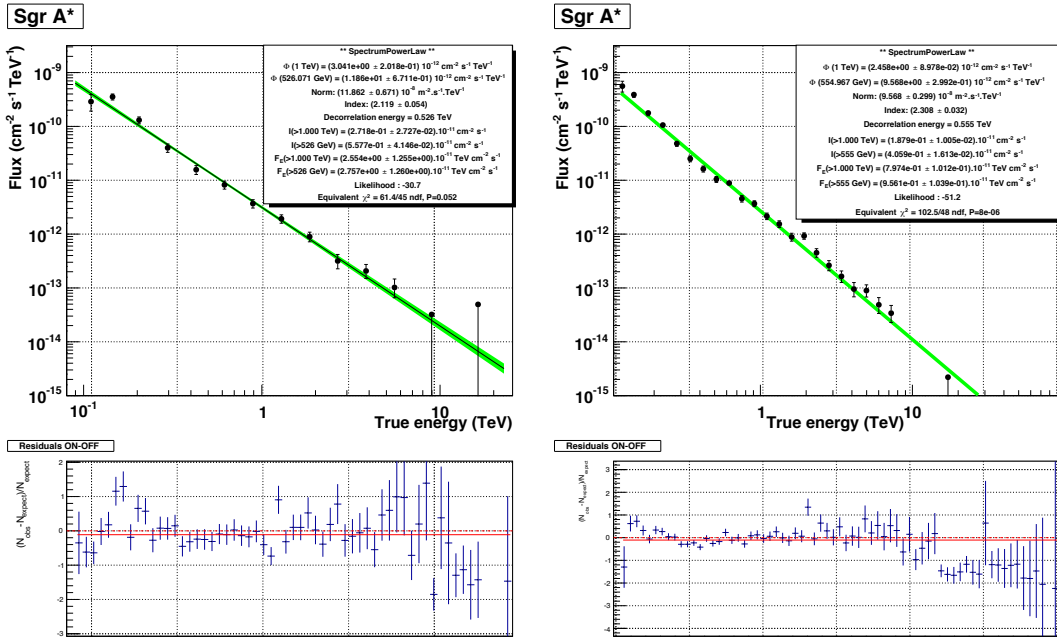 Sgr A*
Flux (cm⁻² s⁻¹ TeV⁻¹)
10⁻⁹
10⁻¹⁰
10⁻¹¹
10⁻¹²
10⁻¹³
10⁻¹⁴
10⁻¹⁵
** SpectrumPowerLaw **
Φ (1 TeV) = (3.041e+00 ± 2.018e-01) 10⁻¹² cm⁻² s⁻¹ TeV⁻¹
Φ (526.071 GeV) = (1.186e+01 ± 6.711e-01) 10⁻¹² cm⁻² s⁻¹ TeV⁻¹
Norm: (11.862 ± 0.671) 10⁻⁸ m⁻².s⁻¹.TeV⁻¹
Index: (2.119 ± 0.054)
Decorrelation energy = 0.526 TeV
I(>1.000 TeV) = (2.718e-01 ± 2.727e-02).10⁻¹¹ cm⁻² s⁻¹
I(>526 GeV) = (5.577e-01 ± 4.146e-02).10⁻¹¹ cm⁻² s⁻¹
F_E(>1.000 TeV) = (2.554e+00 ± 1.255e+00).10⁻¹¹ TeV cm⁻² s⁻¹
F_E(>526 GeV) = (2.757e+00 ± 1.260e+00).10⁻¹¹ TeV cm⁻² s⁻¹
Likelihood : -30.7
Equivalent χ² = 61.4/45 ndf, P=0.052
10⁻¹ 1 10
True energy (TeV)
Residuals ON-OFF
(N_obs -N_expect)/N_expect
2
1
0
-1
-2
-3
Sgr A*
Flux (cm⁻² s⁻¹ TeV⁻¹)
10⁻⁹
10⁻¹⁰
10⁻¹¹
10⁻¹²
10⁻¹³
10⁻¹⁴
10⁻¹⁵
** SpectrumPowerLaw **
Φ (1 TeV) = (2.458e+00 ± 8.978e-02) 10⁻¹² cm⁻² s⁻¹ TeV⁻¹
Φ (554.967 GeV) = (9.568e+00 ± 2.992e-01) 10⁻¹² cm⁻² s⁻¹ TeV⁻¹
Norm: (9.568 ± 0.299) 10⁻⁸ m⁻².s⁻¹.TeV⁻¹
Index: (2.308 ± 0.032)
Decorrelation energy = 0.555 TeV
I(>1.000 TeV) = (1.879e-01 ± 1.005e-02).10⁻¹¹ cm⁻² s⁻¹
I(>555 GeV) = (4.059e-01 ± 1.613e-02).10⁻¹¹ cm⁻² s⁻¹
F_E(>1.000 TeV) = (7.974e-01 ± 1.012e-01).10⁻¹¹ TeV cm⁻² s⁻¹
F_E(>555 GeV) = (9.561e-01 ± 1.039e-01).10⁻¹¹ TeV cm⁻² s⁻¹
Likelihood : -51.2
Equivalent χ² = 102.5/48 ndf, P=8e-06
1 10
True energy (TeV)
Residuals ON-OFF
(N_obs -N_expect)/N_expect
3
2
1
0
-1
-2
-3
-4